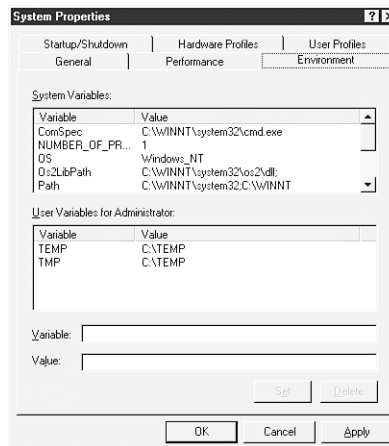 System Properties
Startup/Shutdown Hardware Profiles User Profiles
General Performance Environment
System Variables:
Variable Value
ComSpec C:\WINNT\system32\cmd.exe
NUMBER_OF_PR... 1
OS Windows_NT
Os2LibPath C:\WINNT\system32\os2\dll;
Path C:\WINNT\system32;C:\WINNT
User Variables for Administrator:
Variable Value
TEMP C:\TEMP
TMP C:\TEMP
Variable:
Value:
Set Delete
OK Cancel Apply